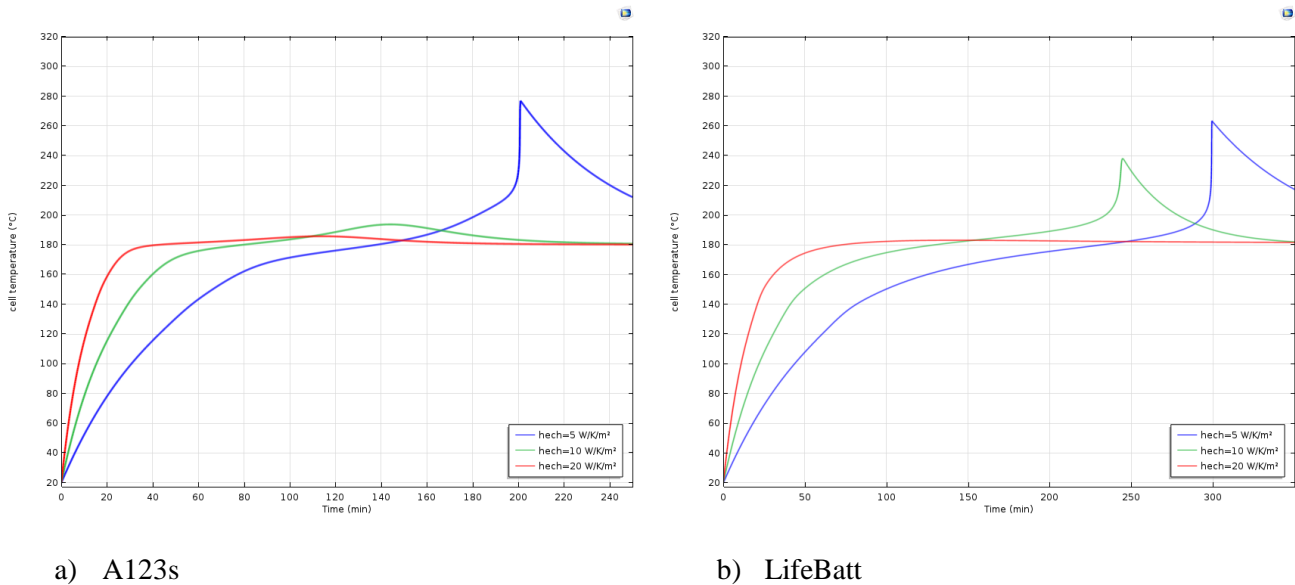 320
300
280
260
240
220
200
180
160
140
120
100
80
60
40
20
cell temperature (°C)
0 20 40 60 80 100 120 140 160 180 200 220 240
Time (min)
hech=5 W/K/m²
hech=10 W/K/m²
hech=20 W/K/m²
a) A123s
320
300
280
260
240
220
200
180
160
140
120
100
80
60
40
20
cell temperature (°C)
0 50 100 150 200 250 300
Time (min)
hech=5 W/K/m²
hech=10 W/K/m²
hech=20 W/K/m²
b) LifeBatt